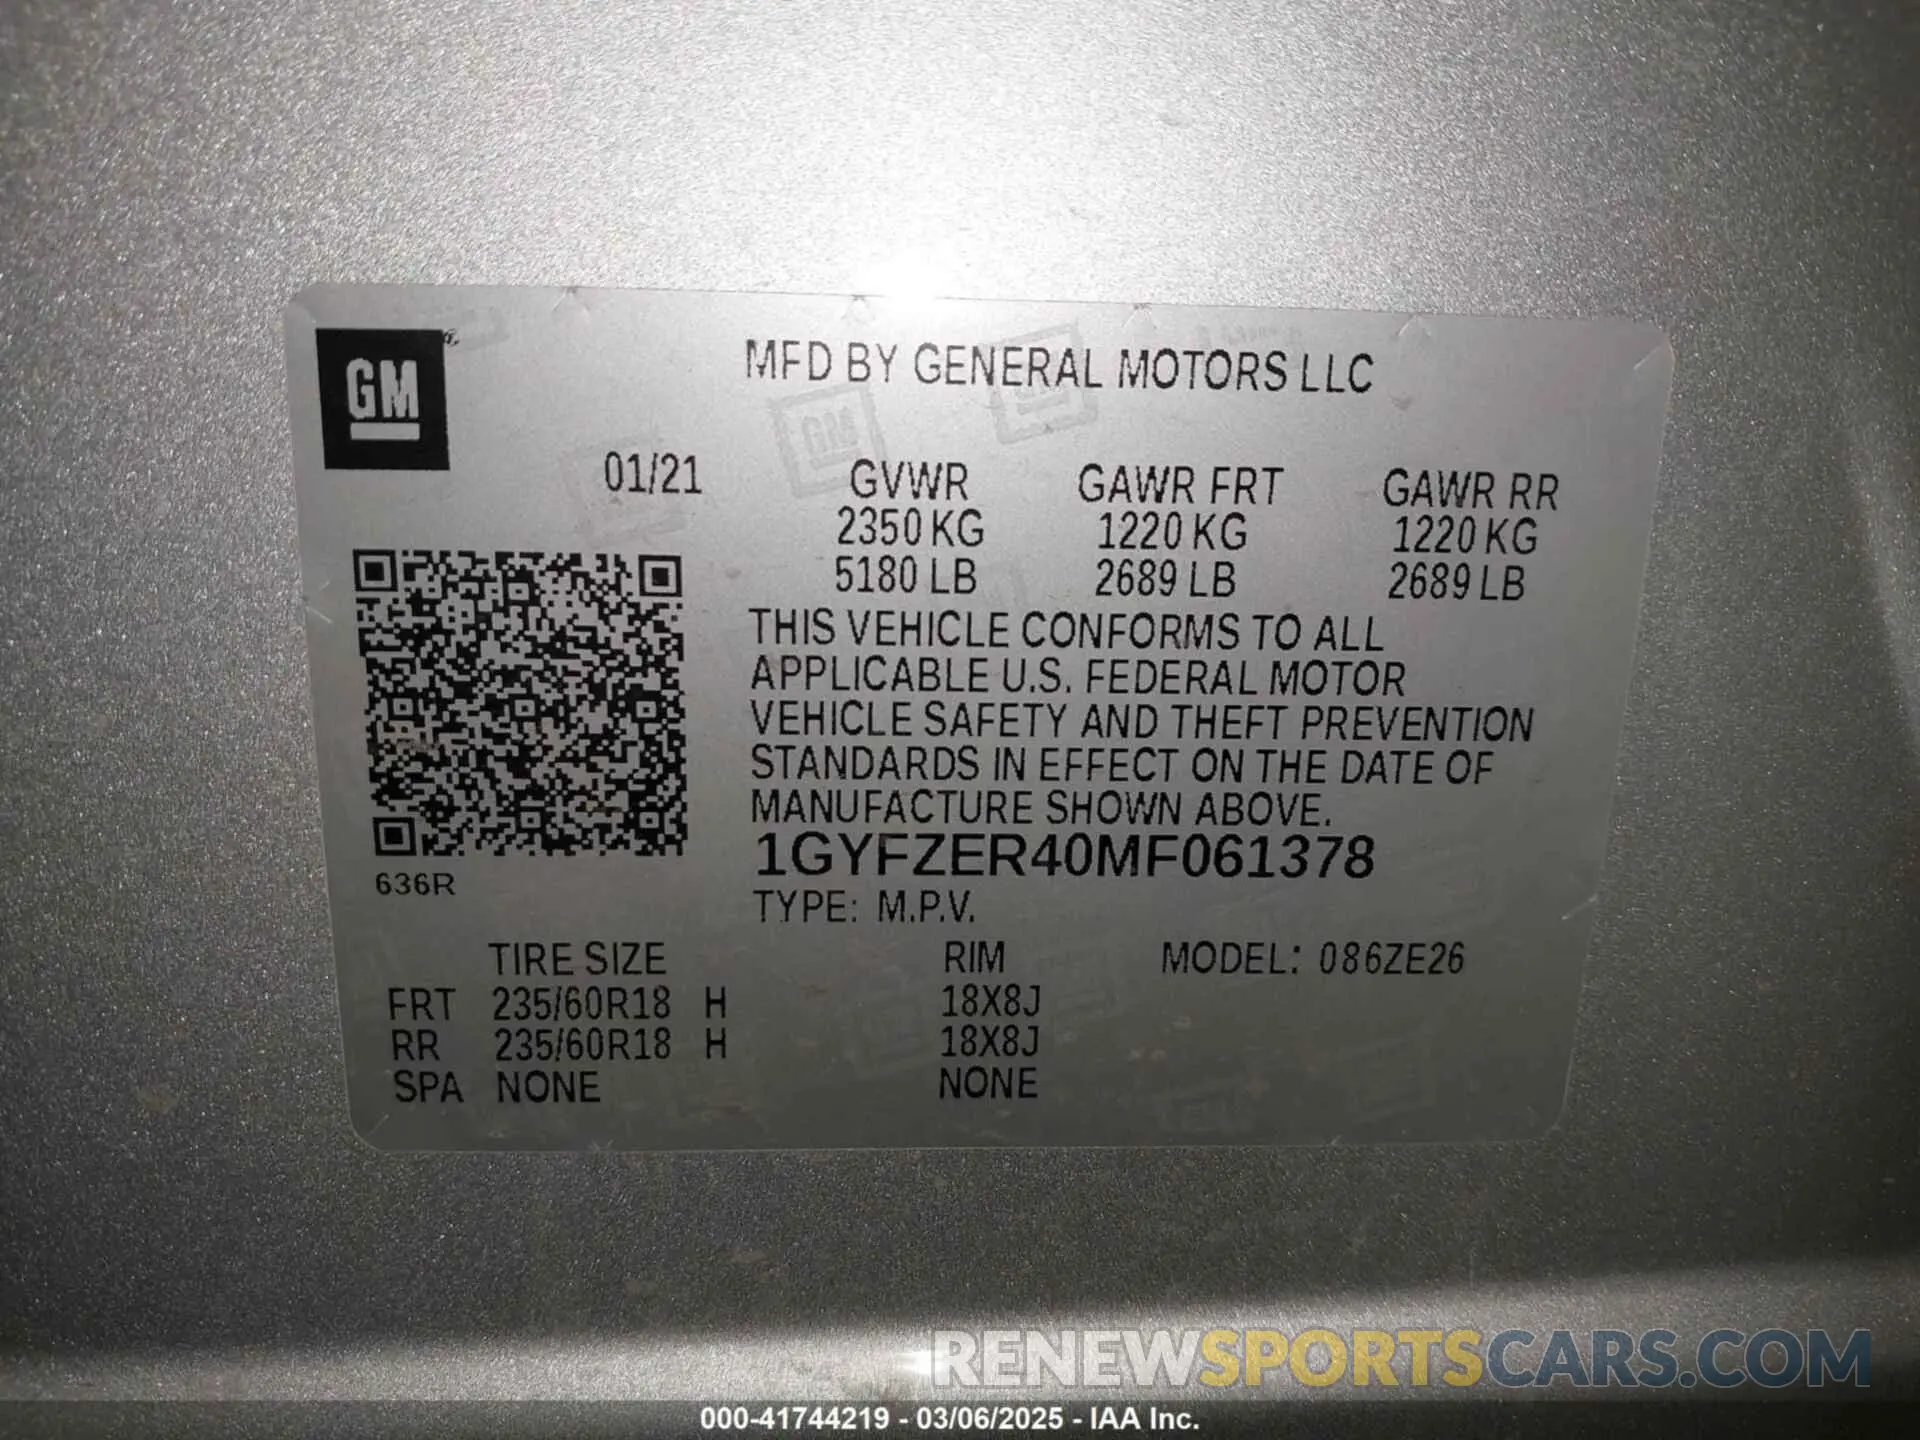 GM
MFD BY GENERAL MOTORS LLC
01/21
GVWR GAWR FRT GAWR RR
2350 KG 1220 KG 1220 KG
5180 LB 2689 LB 2689 LB
THIS VEHICLE CONFORMS TO ALL
APPLICABLE U.S. FEDERAL MOTOR
VEHICLE SAFETY AND THEFT PREVENTION
STANDARDS IN EFFECT ON THE DATE OF
MANUFACTURE SHOWN ABOVE.
1GYFZER40MF061378
636R
TYPE: M.P.V.
TIRE SIZE RIM MODEL: 086ZE26
FRT 235/60R18 H 18X8J
RR 235/60R18 H 18X8J
SPA NONE NONE
RENEWSPORTSCARS.COM
000-41744219 - 03/06/2025 - IAA Inc.